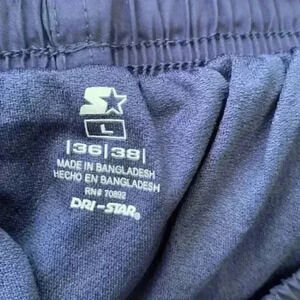 S☆
L
|36|38|
MADE IN BANGLADESH
HECHO EN BANGLADESH
RN# 70892
DRI-STAR®